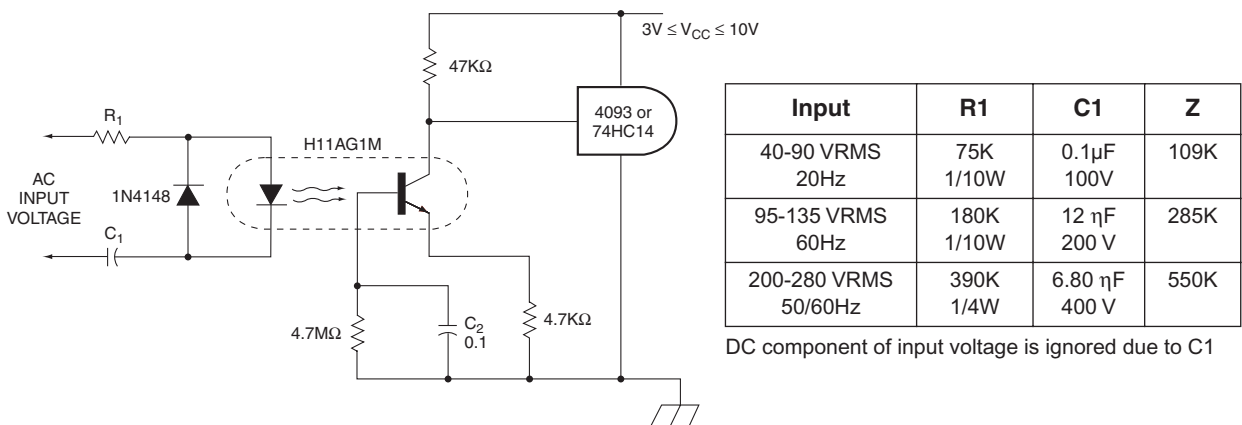 3V ≤ VCC ≤ 10V
47KΩ
4093 or
74HC14
R1
H11AG1M
AC
INPUT
VOLTAGE
1N4148
C1
4.7MΩ
C2
0.1
4.7KΩ
Input R1 C1 Z
40-90 VRMS 75K 0.1µF 109K
20Hz 1/10W 100V
95-135 VRMS 180K 12 ηF 285K
60Hz 1/10W 200 V
200-280 VRMS 390K 6.80 ηF 550K
50/60Hz 1/4W 400 V
DC component of input voltage is ignored due to C1